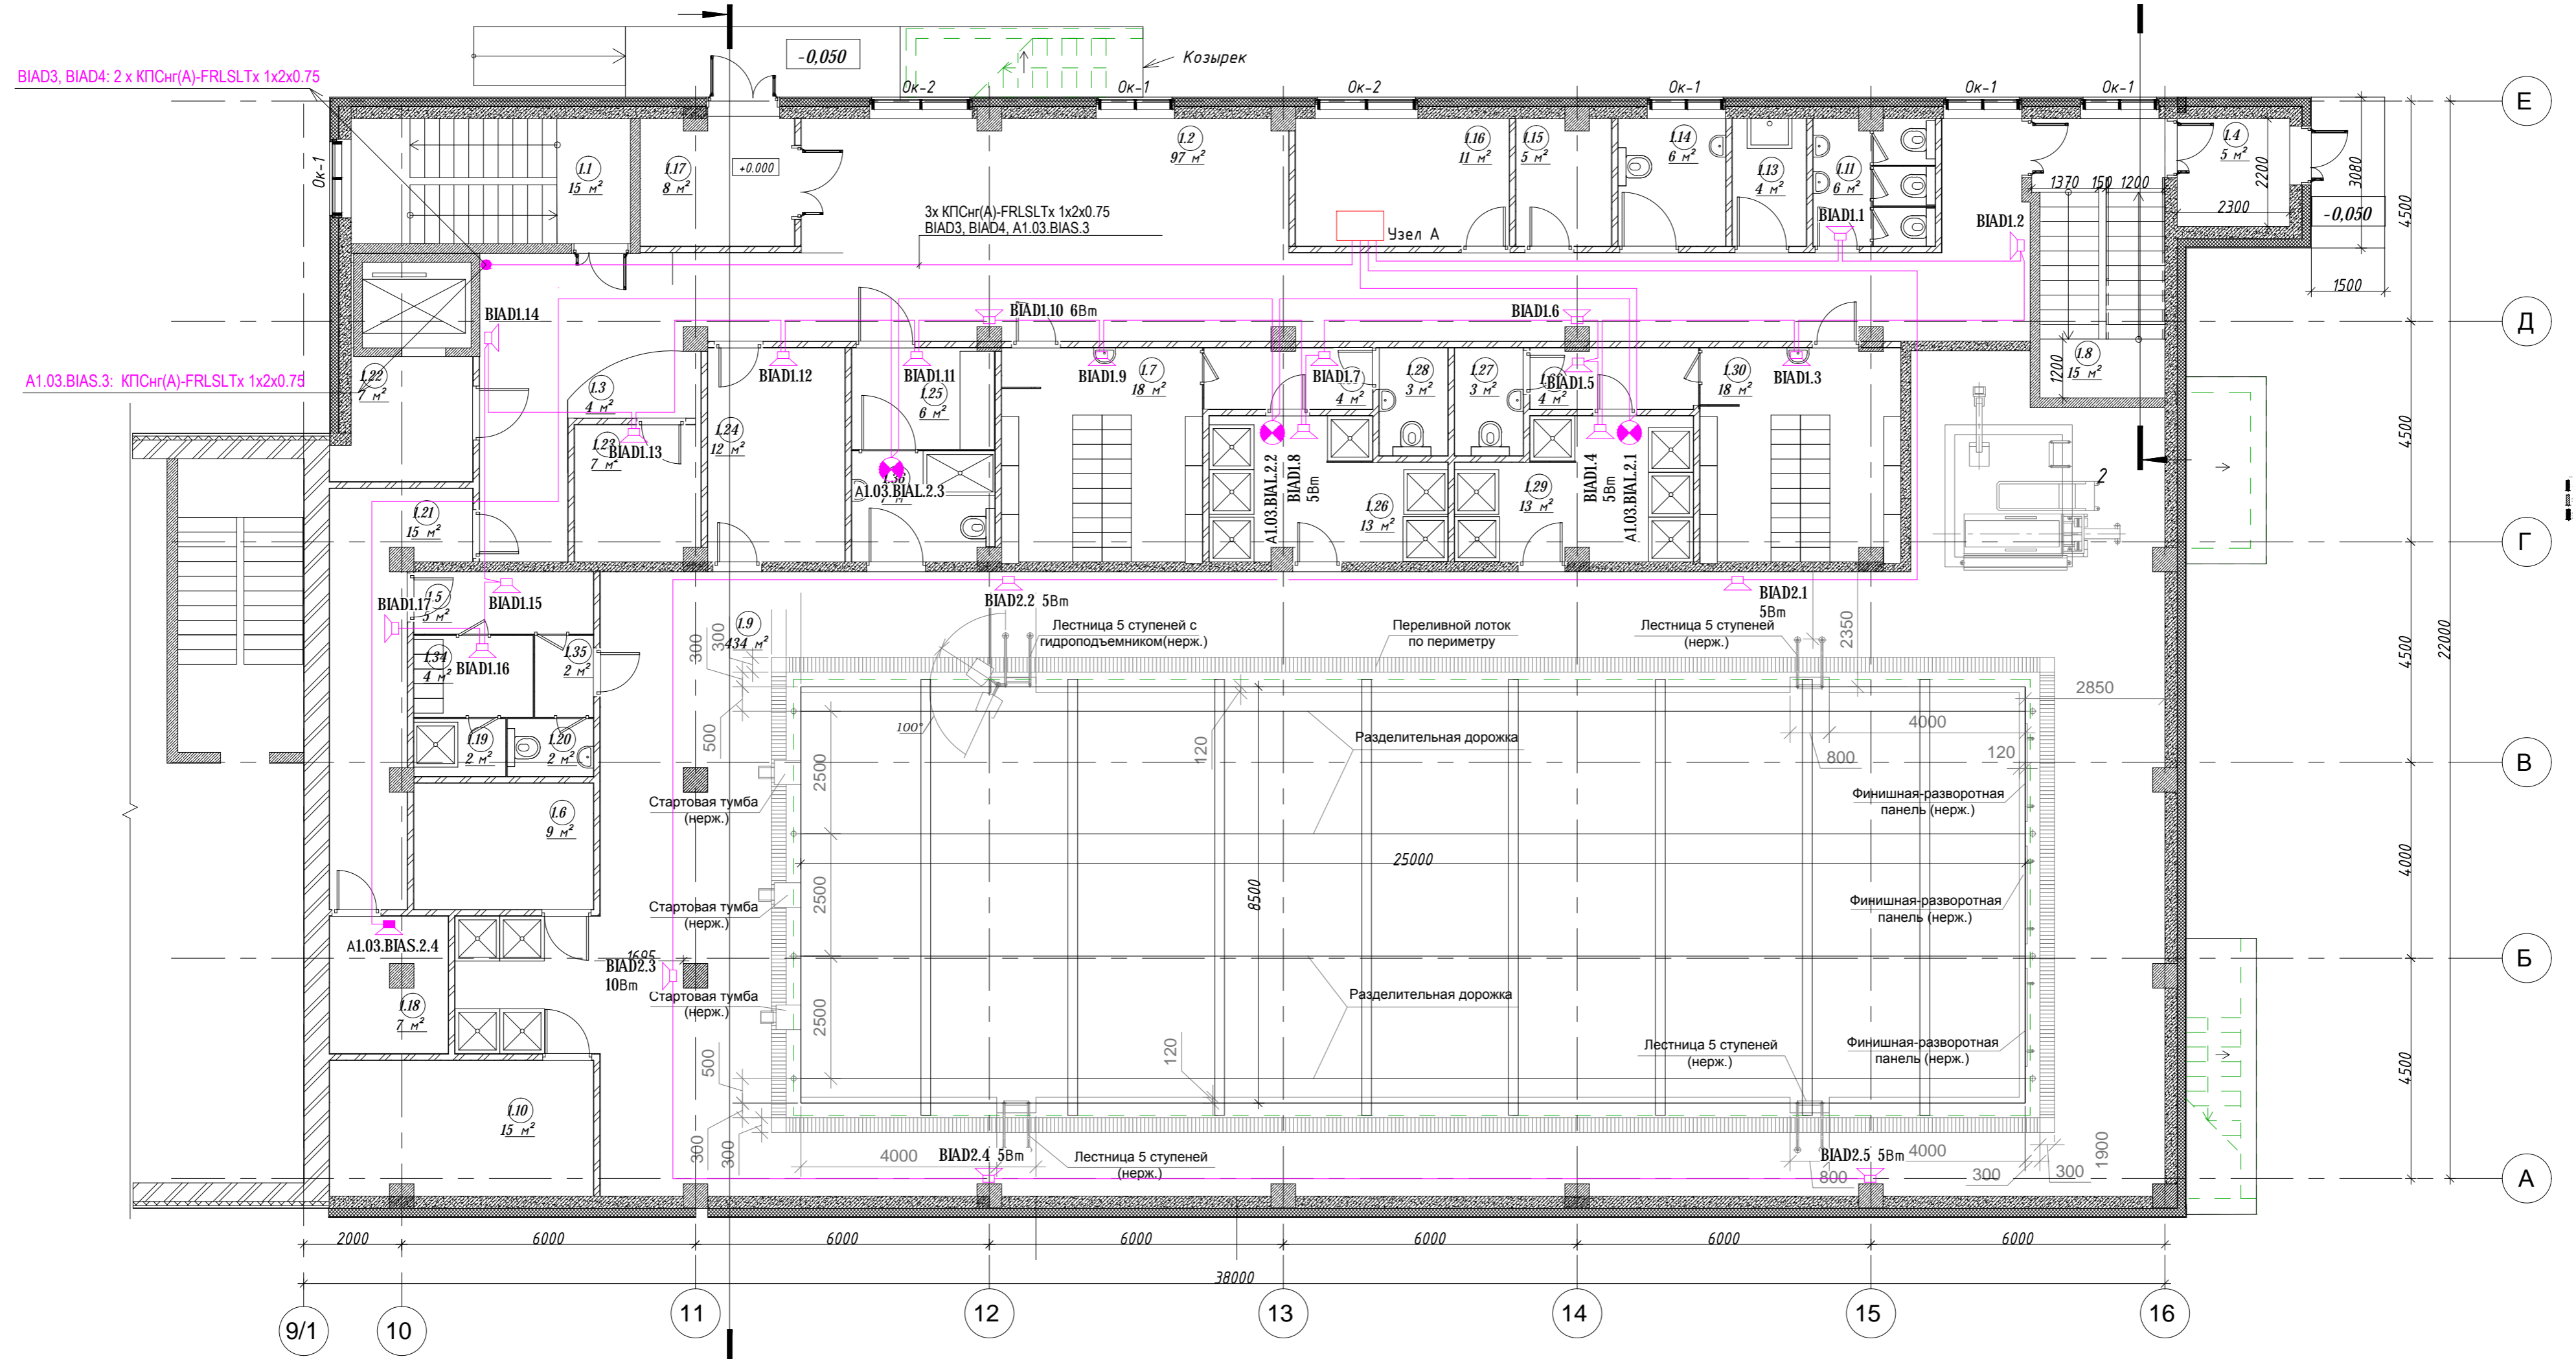 -0,050
Козырек
BIAD3, BIAD4: 2 x КПСнг(А)-FRLSLTx 1x2x0.75
Ок-2
Ок-1
Ок-2
Ок-1
Ок-1
Ок-1
Е
Ок-1
1.1
15 м²
1.17
8 м²
+0.000
1.2
97 м²
1.16
11 м²
1.15
5 м²
1.14
6 м²
1.13
4 м²
1.11
6 м²
1.4
5 м²
2200
3080
1370
150
1200
2300
-0,050
4500
3x КПСнг(А)-FRLSLTx 1x2x0.75
BIAD3, BIAD4, A1.03.BIAS.3
Узел А
BIAD1.1
BIAD1.2
1500
BIAD1.14
BIAD1.10 6Вт
BIAD1.6
Д
A1.03.BIAS.3: КПСнг(А)-FRLSLTx 1x2x0.75
1.22
7 м²
1.3
4 м²
BIAD1.12
BIAD1.11
1.25
6 м²
BIAD1.9
1.7
18 м²
BIAD1.7
4 м²
1.28
3 м²
1.27
3 м²
BIAD1.5
4 м²
1.30
18 м²
BIAD1.3
1200
1.8
15 м²
1.23
7 м²
BIAD1.13
1.24
12 м²
4500
1.36
A1.03.BIAL.2.3
A1.03.BIAL.2.2
BIAD1.8
5Вт
BIAD1.4
5Вт
A1.03.BIAL.2.1
2
1.21
15 м²
1.26
13 м²
1.29
13 м²
Г
1.5
5 м²
BIAD1.17
BIAD1.15
BIAD2.2 5Вт
BIAD2.1
5Вт
1.9
434 м²
300
300
Лестница 5 ступеней с
гидроподъемником(нерж.)
Переливной лоток
по периметру
Лестница 5 ступеней
(нерж.)
2350
4500
22000
1.34
4 м²
BIAD1.16
1.35
2 м²
2850
500
100°
120
Разделительная дорожка
4000
800
120
1.19
2 м²
1.20
2 м²
2500
В
Стартовая тумба
(нерж.)
Финишная-разворотная
панель (нерж.)
1.6
9 м²
25000
4000
8500
2500
Стартовая тумба
(нерж.)
Финишная-разворотная
панель (нерж.)
A1.03.BIAS.2.4
1695
BIAD2.3
10Вт
Б
Стартовая тумба
(нерж.)
Разделительная дорожка
1.18
7 м²
2500
500
120
Лестница 5 ступеней
(нерж.)
Финишная-разворотная
панель (нерж.)
4500
1.10
15 м²
300
300
4000
BIAD2.4 5Вт
Лестница 5 ступеней
(нерж.)
BIAD2.5 5Вт
4000
800
300
300
1900
А
2000
6000
6000
6000
6000
6000
6000
38000
9/1
10
11
12
13
14
15
16